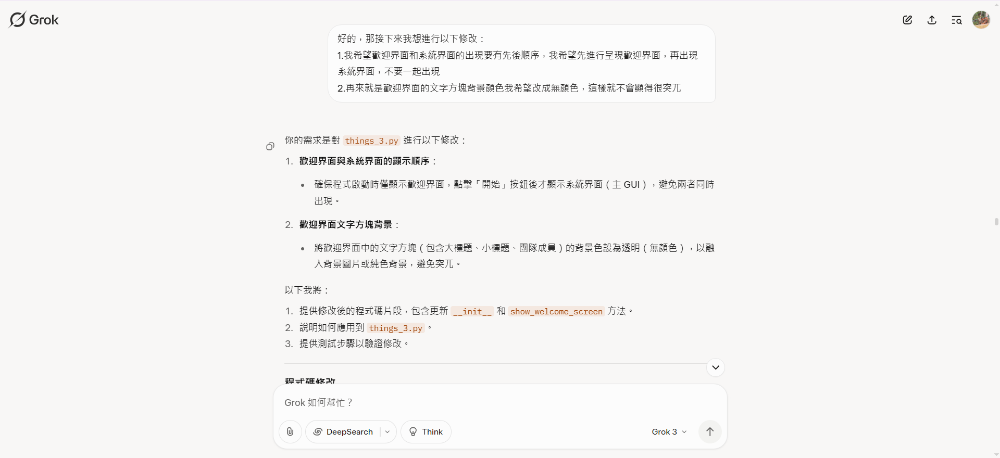 Grok
好的，那接下來我想進行以下修改：
1.我希望歡迎界面和系統界面的出現要有先後順序，我希望先進行呈現歡迎界面，再出現
系統界面，不要一起出現
2.再來就是歡迎界面的文字方塊背景顏色我希望改成無顏色，這樣就不會顯得很突兀
你的需求是對 things_3.py 進行以下修改：
1. 歡迎界面與系統界面的顯示順序：
• 確保程式啟動時僅顯示歡迎界面，點擊「開始」按鈕後才顯示系統界面（主 GUI），避免兩者同時
出現。
2. 歡迎界面文字方塊背景：
• 將歡迎界面中的文字方塊（包含大標題、小標題、團隊成員）的背景色設為透明（無顏色），以融
入背景圖片或純色背景，避免突兀。
以下我將：
1. 提供修改後的程式碼片段，包含更新 __init__ 和 show_welcome_screen 方法。
2. 說明如何應用到 things_3.py 。
3. 提供測試步驟以驗證修改。
程式碼修改
Grok 如何幫忙？
DeepSearch
Think
Grok 3